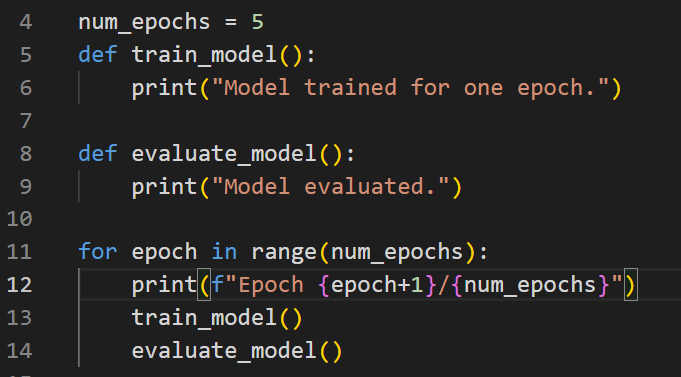 4 num_epochs = 5
5 def train_model():
6     print("Model trained for one epoch.")
7
8 def evaluate_model():
9     print("Model evaluated.")
10
11 for epoch in range(num_epochs):
12     print(f"Epoch {epoch+1}/{num_epochs}")
13     train_model()
14     evaluate_model()